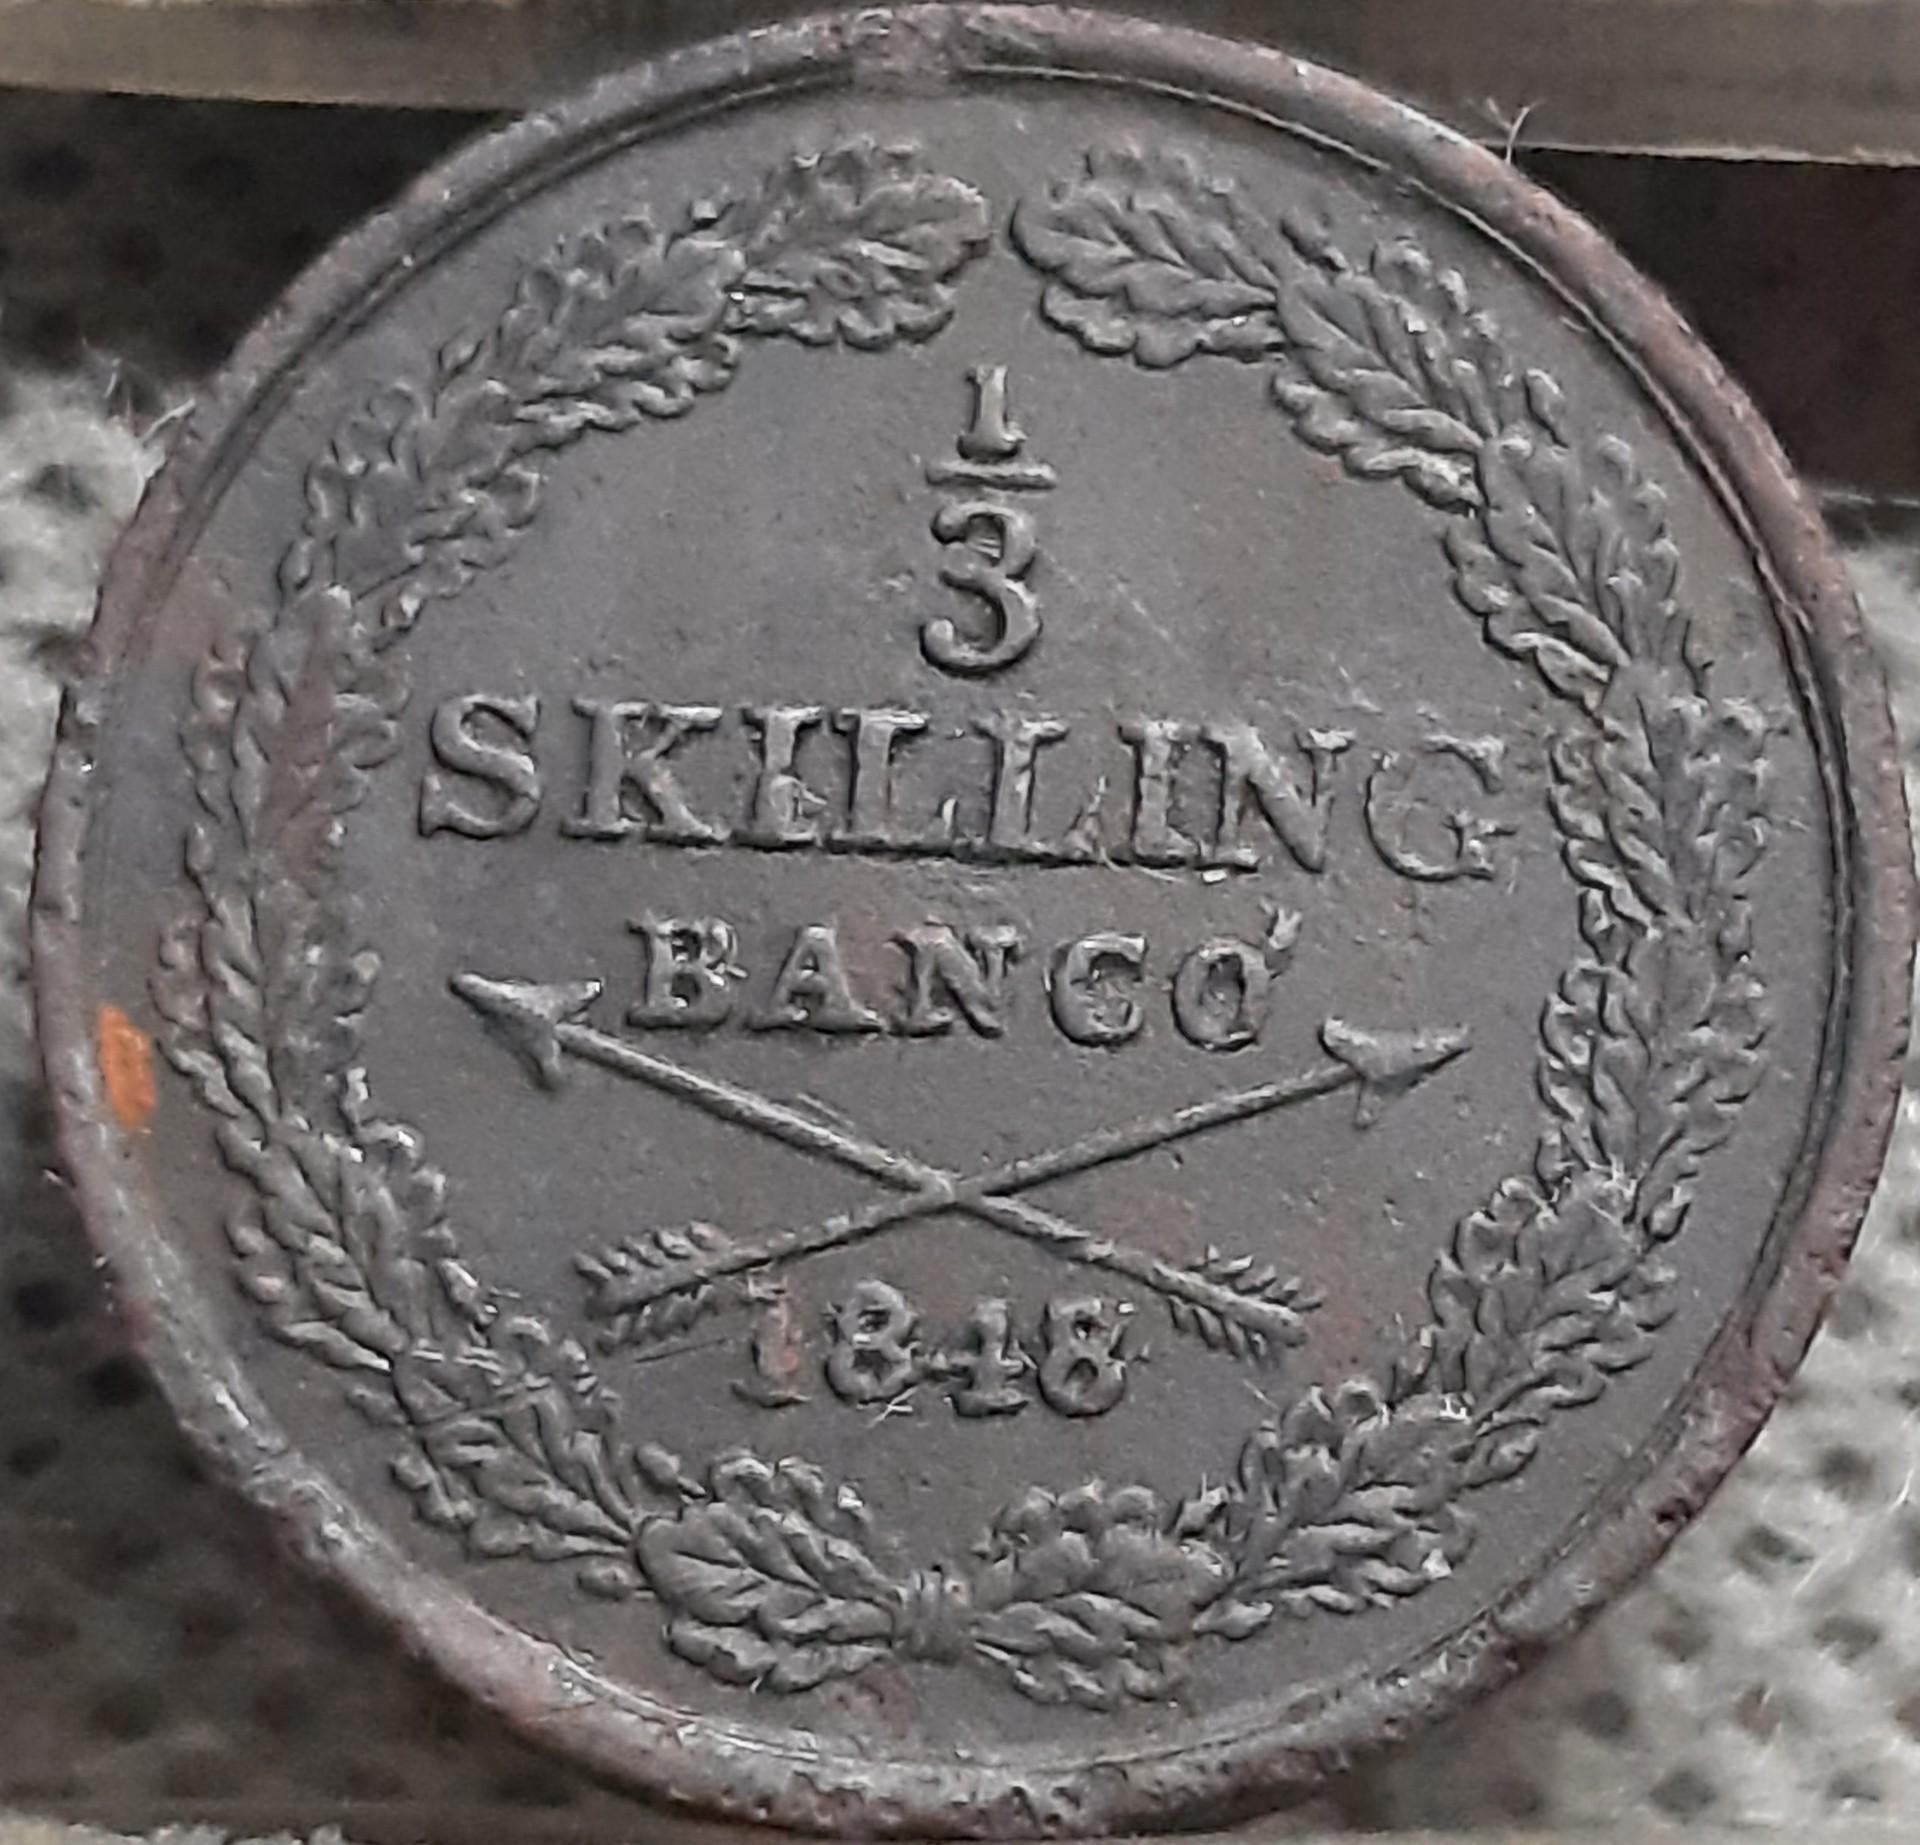 1/3
SKILLING
BANCO
1848